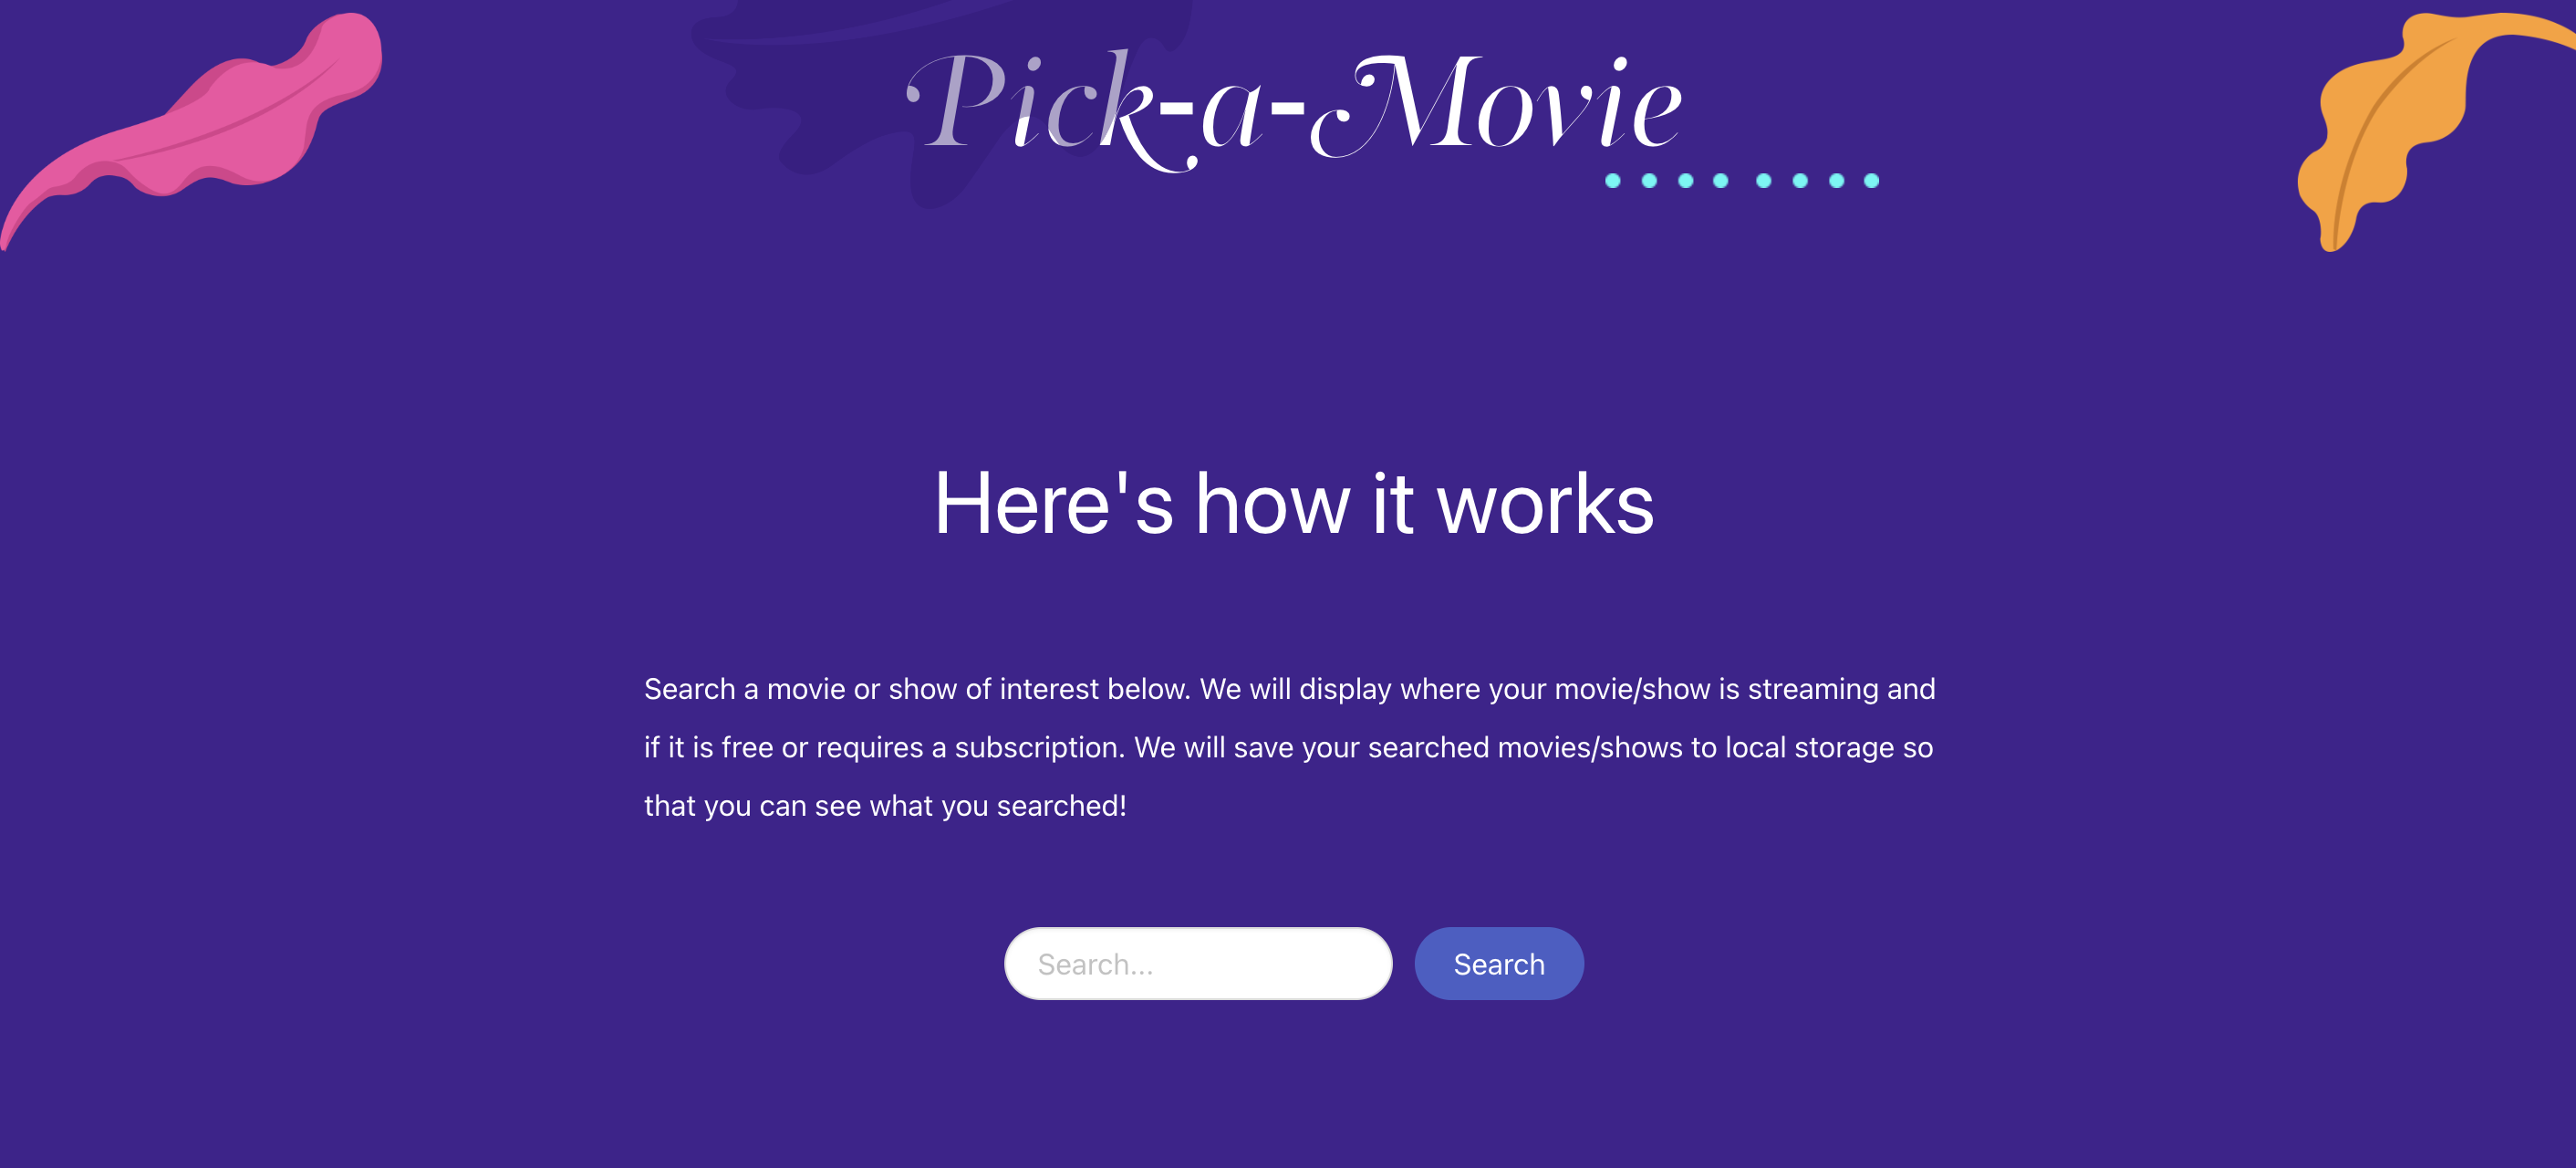 Pick-a-Movie
Here's how it works
Search a movie or show of interest below. We will display where your movie/show is streaming and
if it is free or requires a subscription. We will save your searched movies/shows to local storage so
that you can see what you searched!
Search...
Search